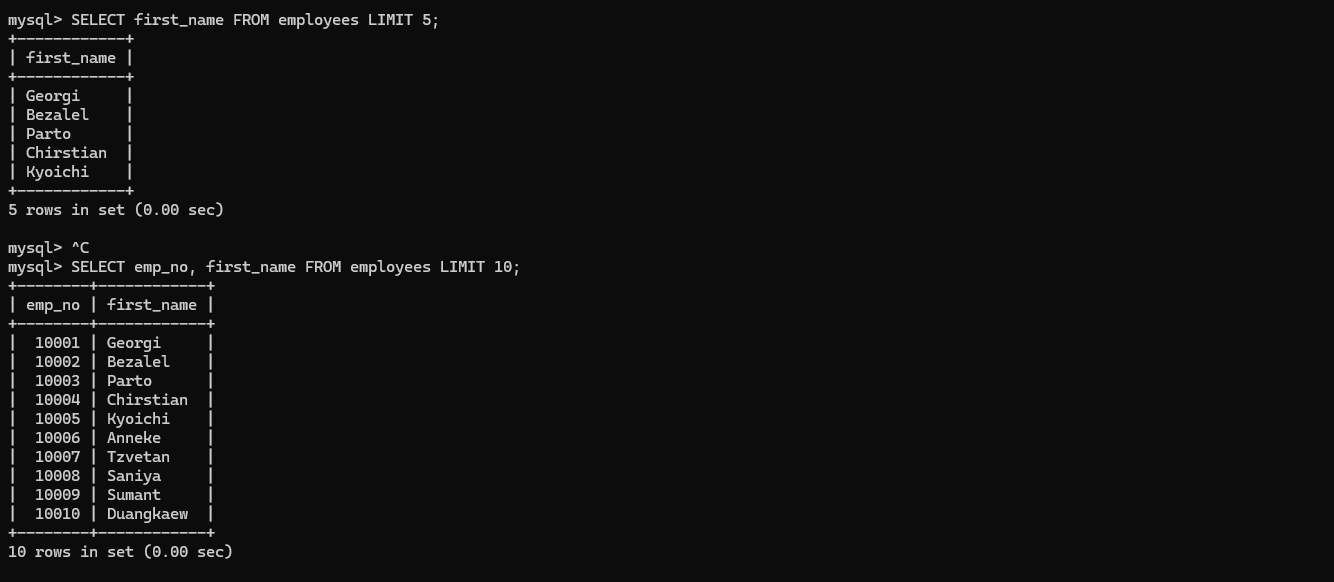 mysql> SELECT first_name FROM employees LIMIT 5;
+------------+
| first_name |
+------------+
| Georgi     |
| Bezalel    |
| Parto      |
| Chirstian  |
| Kyoichi    |
+------------+
5 rows in set (0.00 sec)

mysql> ^C
mysql> SELECT emp_no, first_name FROM employees LIMIT 10;
+--------+------------+
| emp_no | first_name |
+--------+------------+
|  10001 | Georgi     |
|  10002 | Bezalel    |
|  10003 | Parto      |
|  10004 | Chirstian  |
|  10005 | Kyoichi    |
|  10006 | Anneke     |
|  10007 | Tzvetan    |
|  10008 | Saniya     |
|  10009 | Sumant     |
|  10010 | Duangkaew  |
+--------+------------+
10 rows in set (0.00 sec)